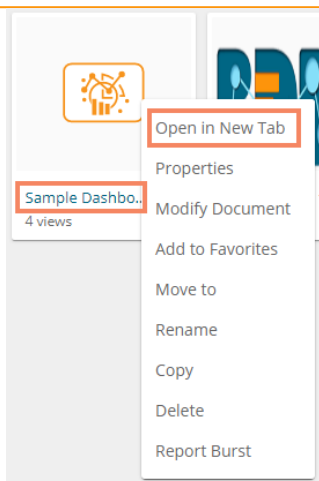 Open in New Tab
Properties
Sample Dashbo..
Modify Document
4 views
Add to Favorites
Move to
Rename
Copy
Delete
Report Burst